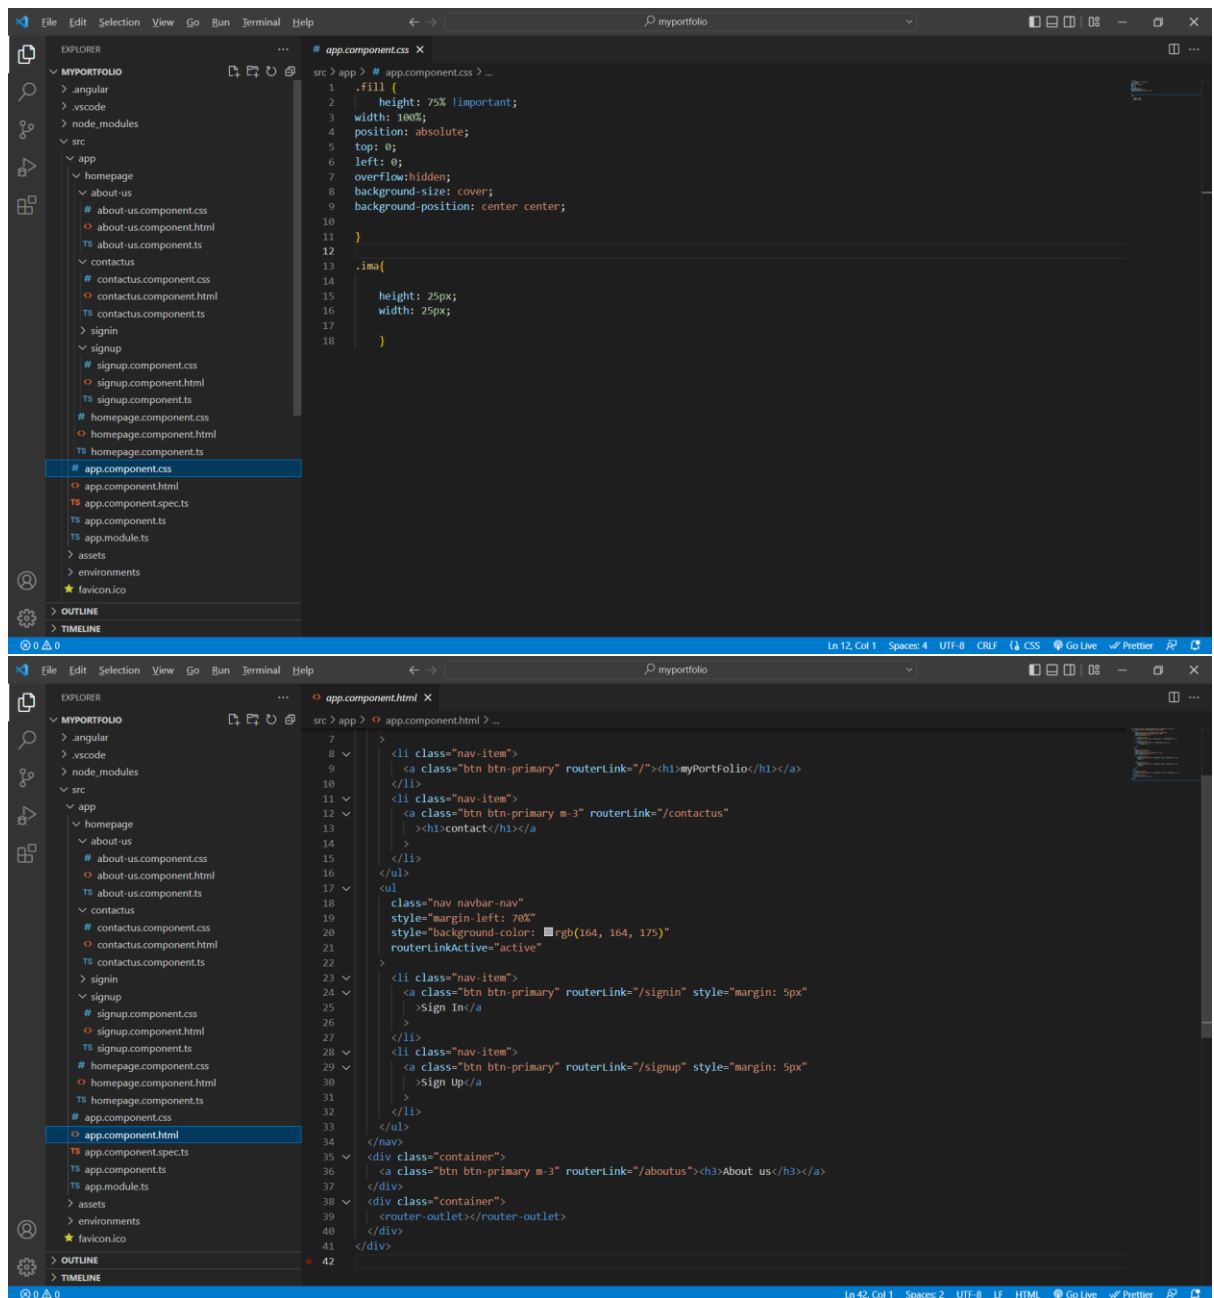 File Edit Selection View Go Run Terminal Help
myportfolio
EXPLORER
MYPORTFOLIO
.angular
.vscode
node_modules
src
app
homepage
about-us
# about-us.component.css
<> about-us.component.html
TS about-us.component.ts
contactus
# contactus.component.css
<> contactus.component.html
TS contactus.component.ts
signin
signup
# signup.component.css
<> signup.component.html
TS signup.component.ts
# homepage.component.css
<> homepage.component.html
TS homepage.component.ts
# app.component.css
<> app.component.html
TS app.component.spec.ts
TS app.component.ts
TS app.module.ts
assets
environments
favicon.ico
OUTLINE
TIMELINE
# app.component.css
src > app > # app.component.css > ...
1 .fill {
2 height: 75% !important;
3 width: 100%;
4 position: absolute;
5 top: 0;
6 left: 0;
7 overflow:hidden;
8 background-size: cover;
9 background-position: center center;
10
11 }
12
13 .ima{
14
15 height: 25px;
16 width: 25px;
17
18 }
0 0 Ln 12, Col 1 Spaces: 4 UTF-8 CRLF {} CSS Go Live Prettier
File Edit Selection View Go Run Terminal Help
myportfolio
EXPLORER
MYPORTFOLIO
.angular
.vscode
node_modules
src
app
homepage
about-us
# about-us.component.css
<> about-us.component.html
TS about-us.component.ts
contactus
# contactus.component.css
<> contactus.component.html
TS contactus.component.ts
signin
signup
# signup.component.css
<> signup.component.html
TS signup.component.ts
# homepage.component.css
<> homepage.component.html
TS homepage.component.ts
# app.component.css
<> app.component.html
TS app.component.spec.ts
TS app.component.ts
TS app.module.ts
assets
environments
favicon.ico
OUTLINE
TIMELINE
<> app.component.html
src > app > <> app.component.html > ...
7 >
8 <li class="nav-item">
9 <a class="btn btn-primary" routerLink="/"><h1>myPortFolio</h1></a>
10 </li>
11 <li class="nav-item">
12 <a class="btn btn-primary m-3" routerLink="/contactus"
13 ><h1>contact</h1></a
14 >
15 </li>
16 </ul>
17 <ul
18 class="nav navbar-nav"
19 style="margin-left: 70%"
20 style="background-color: rgb(164, 164, 175)"
21 routerLinkActive="active"
22 >
23 <li class="nav-item">
24 <a class="btn btn-primary" routerLink="/signin" style="margin: 5px"
25 >Sign In</a
26 >
27 </li>
28 <li class="nav-item">
29 <a class="btn btn-primary" routerLink="/signup" style="margin: 5px"
30 >Sign Up</a
31 >
32 </li>
33 </ul>
34 </nav>
35 <div class="container">
36 <a class="btn btn-primary m-3" routerLink="/aboutus"><h3>About us</h3></a>
37 </div>
38 <div class="container">
39 <router-outlet></router-outlet>
40 </div>
41 </div>
42
0 0 Ln 42, Col 1 Spaces: 2 UTF-8 LF HTML Go Live Prettier